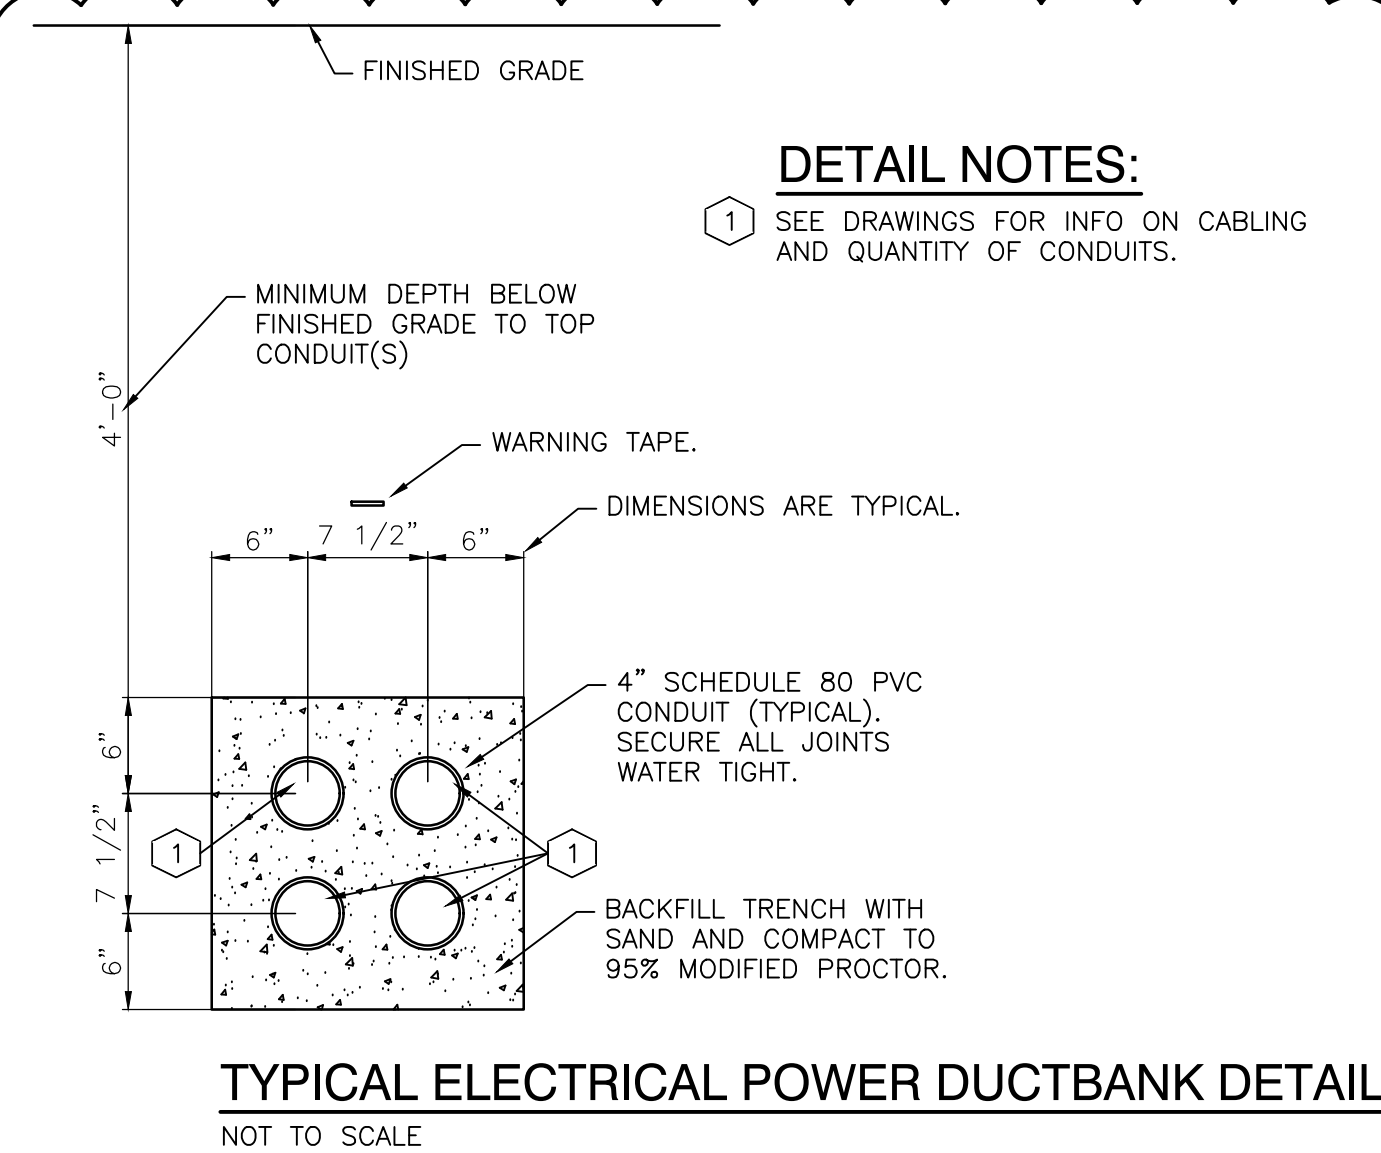 FINISHED GRADE
DETAIL NOTES:
1 SEE DRAWINGS FOR INFO ON CABLING
AND QUANTITY OF CONDUITS.
MINIMUM DEPTH BELOW
FINISHED GRADE TO TOP
CONDUIT(S)
4'-0"
WARNING TAPE.
DIMENSIONS ARE TYPICAL.
6" 7 1/2" 6"
4" SCHEDULE 80 PVC
CONDUIT (TYPICAL).
SECURE ALL JOINTS
WATER TIGHT.
6"
7 1/2"
6"
1
1
BACKFILL TRENCH WITH
SAND AND COMPACT TO
95% MODIFIED PROCTOR.
TYPICAL ELECTRICAL POWER DUCTBANK DETAIL
NOT TO SCALE